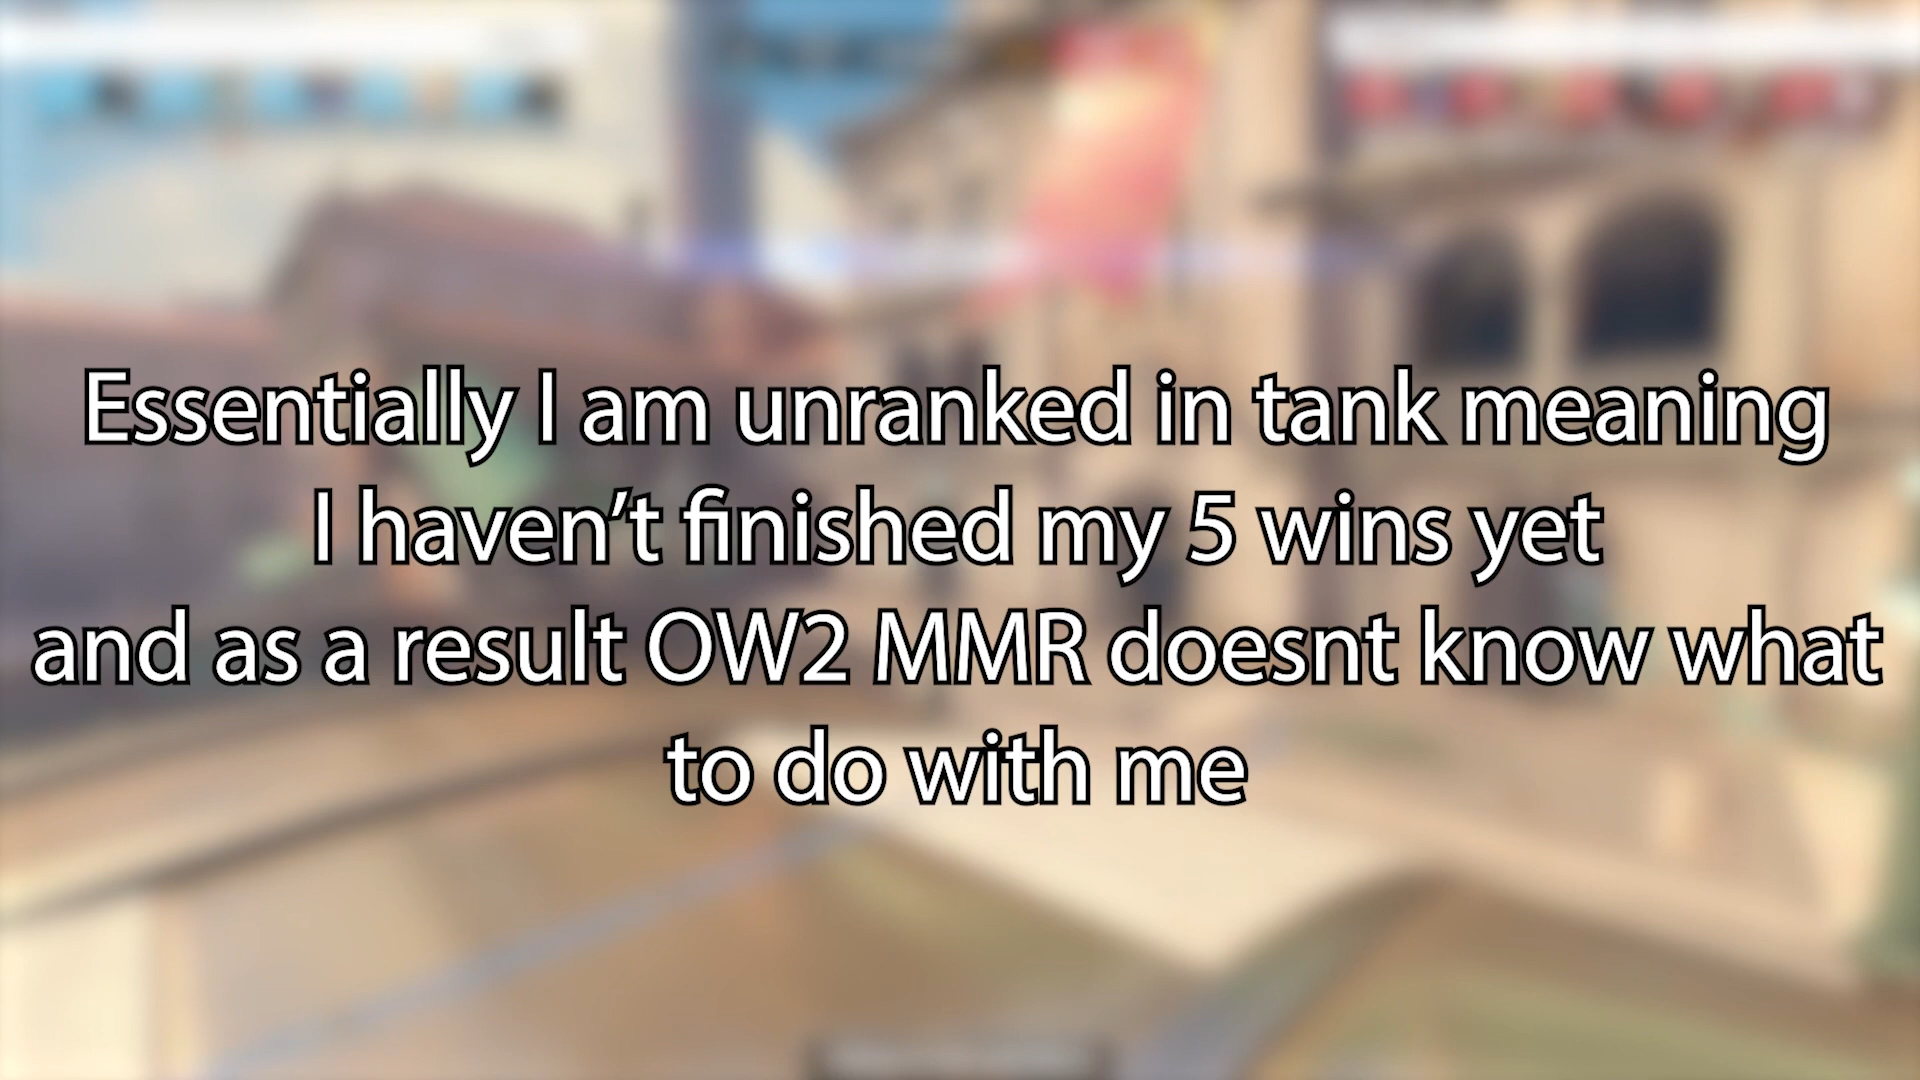 Essentially I am unranked in tank meaning
I haven’t finished my 5 wins yet
and as a result OW2 MMR doesnt know what
to do with me